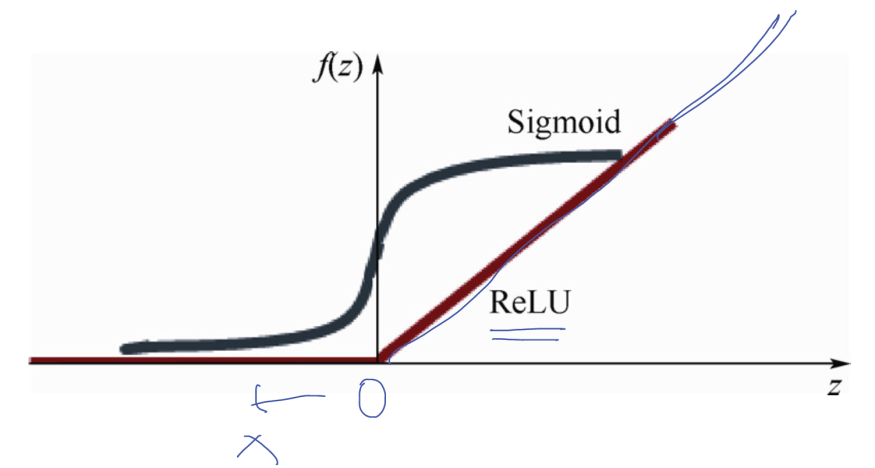 f(z)
Sigmoid
ReLU
z
0